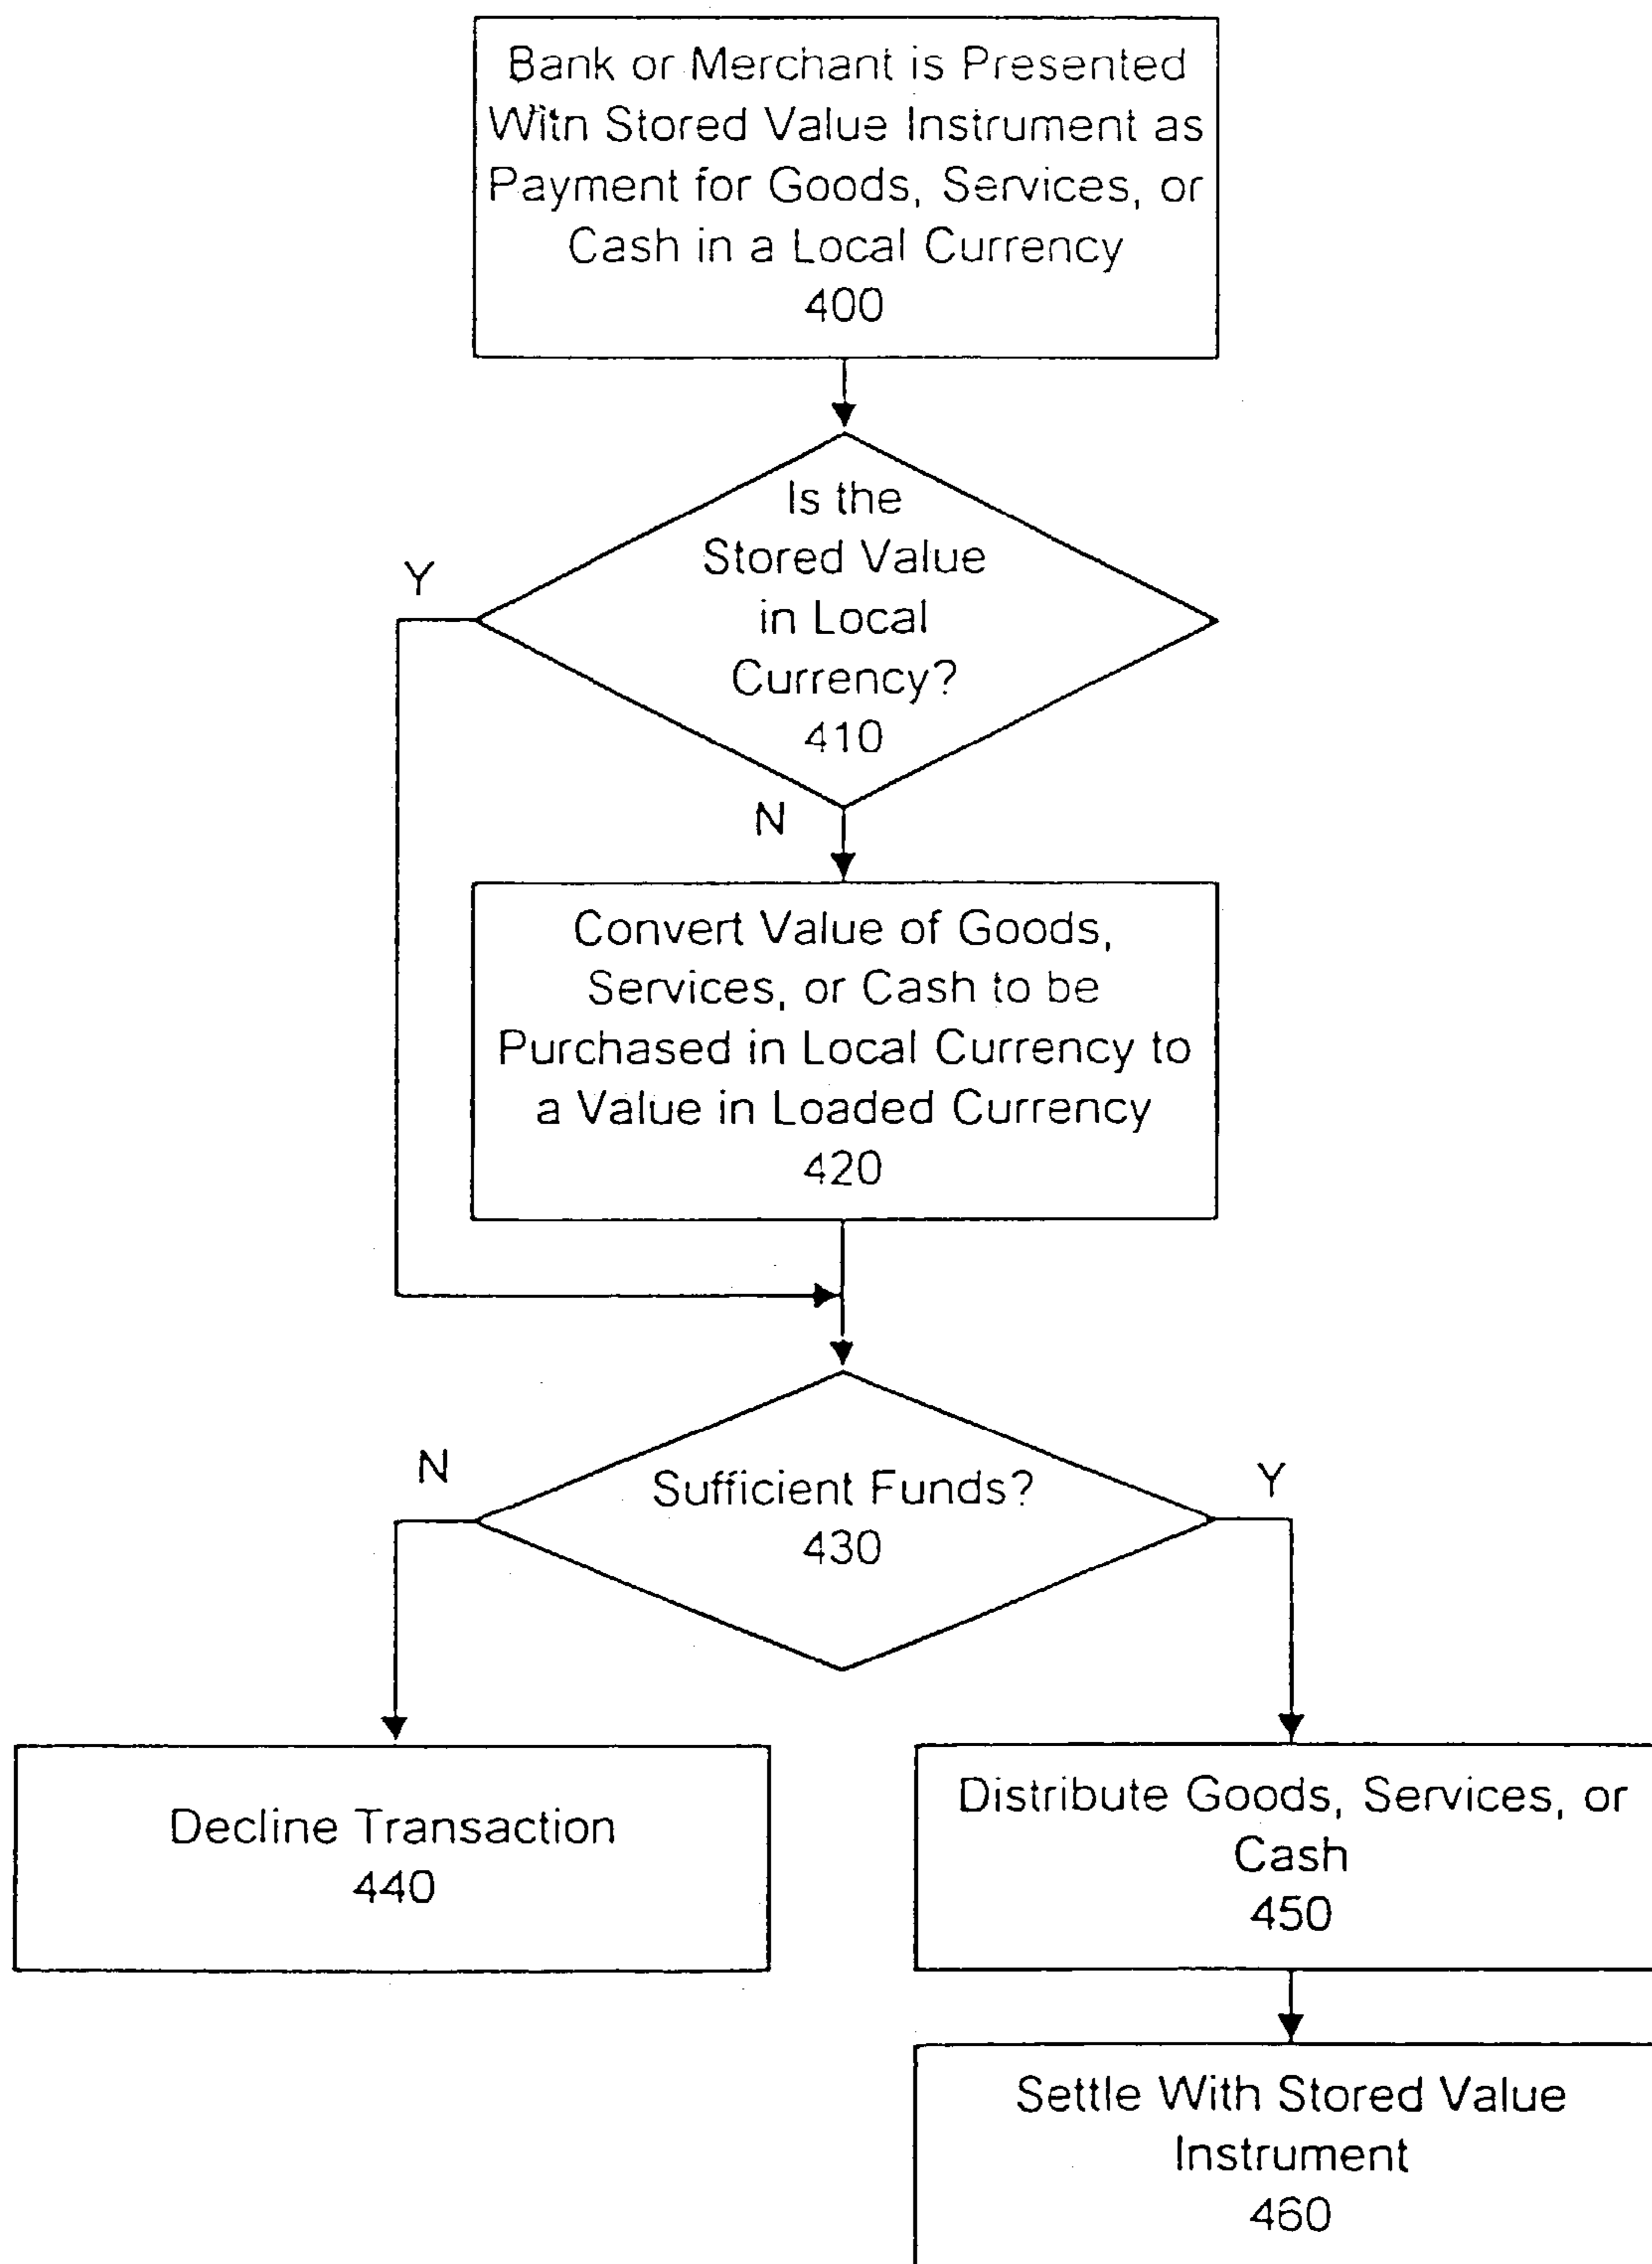 Bank or Merchant is Presented
With Stored Value Instrument as
Payment for Goods, Services, or
Cash in a Local Currency
400
Is the
Stored Value
in Local
Currency?
410
Y
N
Convert Value of Goods,
Services, or Cash to be
Purchased in Local Currency to
a Value in Loaded Currency
420
Sufficient Funds?
430
N
Y
Decline Transaction
440
Distribute Goods, Services, or
Cash
450
Settle With Stored Value
Instrument
460